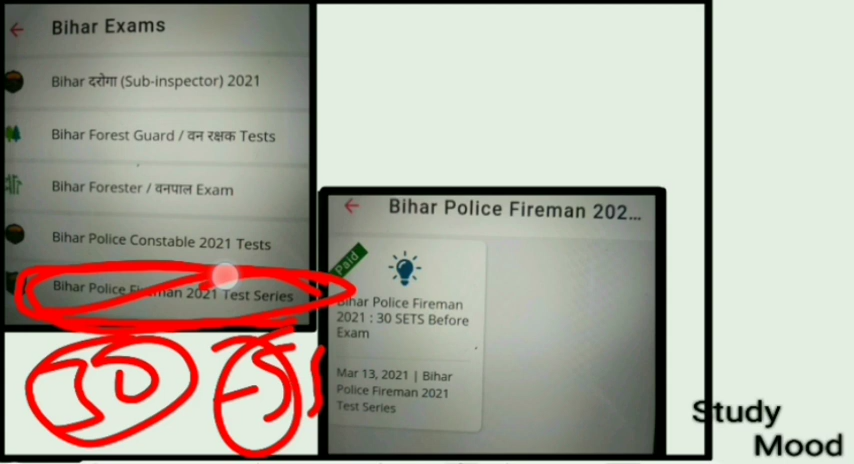 Bihar Exams
Bihar दरोगा (Sub-inspector) 2021
Bihar Forest Guard / वन रक्षक Tests
Bihar Forester / वनपाल Exam
Bihar Police Constable 2021 Tests
Bihar Police Fireman 2021 Test Series
Bihar Police Fireman 202...
Paid
Bihar Police Fireman
2021 : 30 SETS Before
Exam
Mar 13, 2021 | Bihar
Police Fireman 2021
Test Series
30
Study
Mood